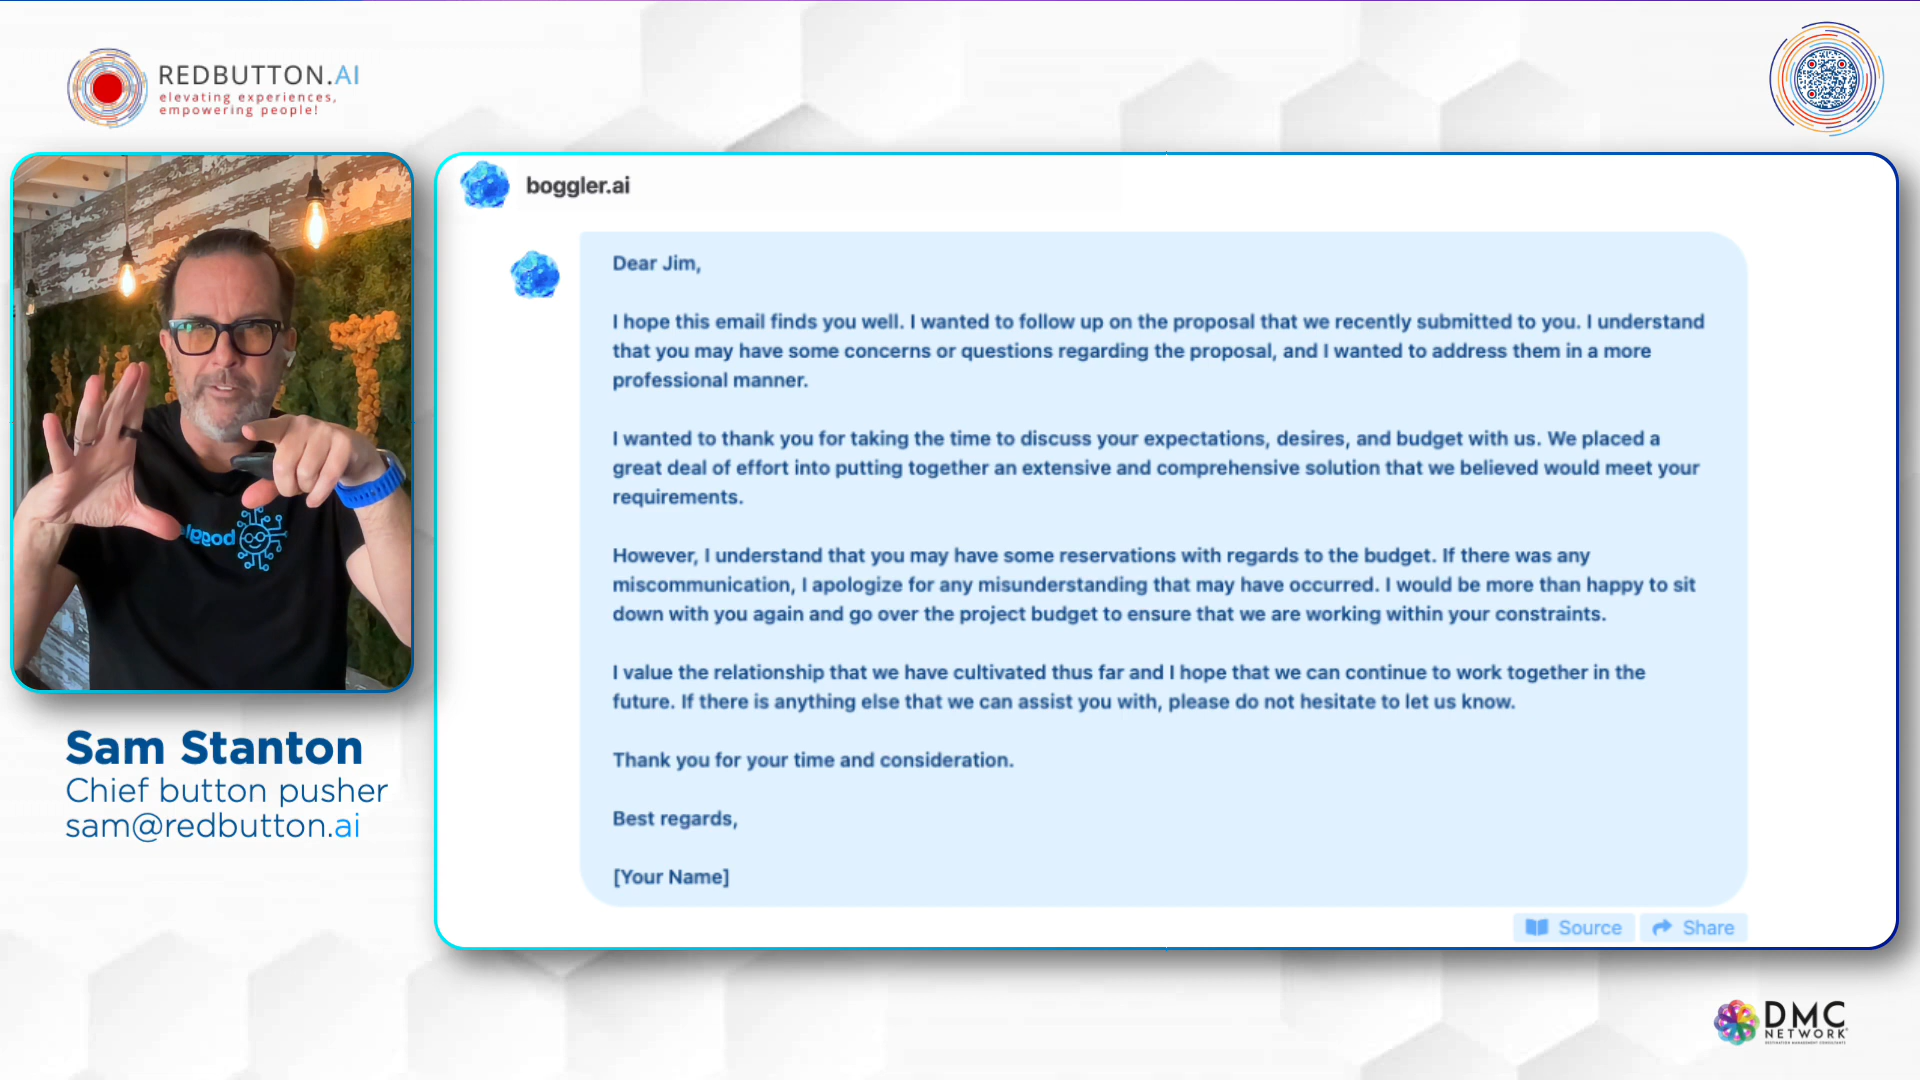 REDBUTTON.AI
elevating experiences,
empowering people!
boggler.ai
Dear Jim,
I hope this email finds you well. I wanted to follow up on the proposal that we recently submitted to you. I understand
that you may have some concerns or questions regarding the proposal, and I wanted to address them in a more
professional manner.
I wanted to thank you for taking the time to discuss your expectations, desires, and budget with us. We placed a
great deal of effort into putting together an extensive and comprehensive solution that we believed would meet your
requirements.
However, I understand that you may have some reservations with regards to the budget. If there was any
miscommunication, I apologize for any misunderstanding that may have occurred. I would be more than happy to sit
down with you again and go over the project budget to ensure that we are working within your constraints.
I value the relationship that we have cultivated thus far and I hope that we can continue to work together in the
future. If there is anything else that we can assist you with, please do not hesitate to let us know.
Thank you for your time and consideration.
Best regards,
[Your Name]
Source Share
Sam Stanton
Chief button pusher
sam@redbutton.ai
DMC
NETWORK
DESTINATION MANAGEMENT CONSULTANTS